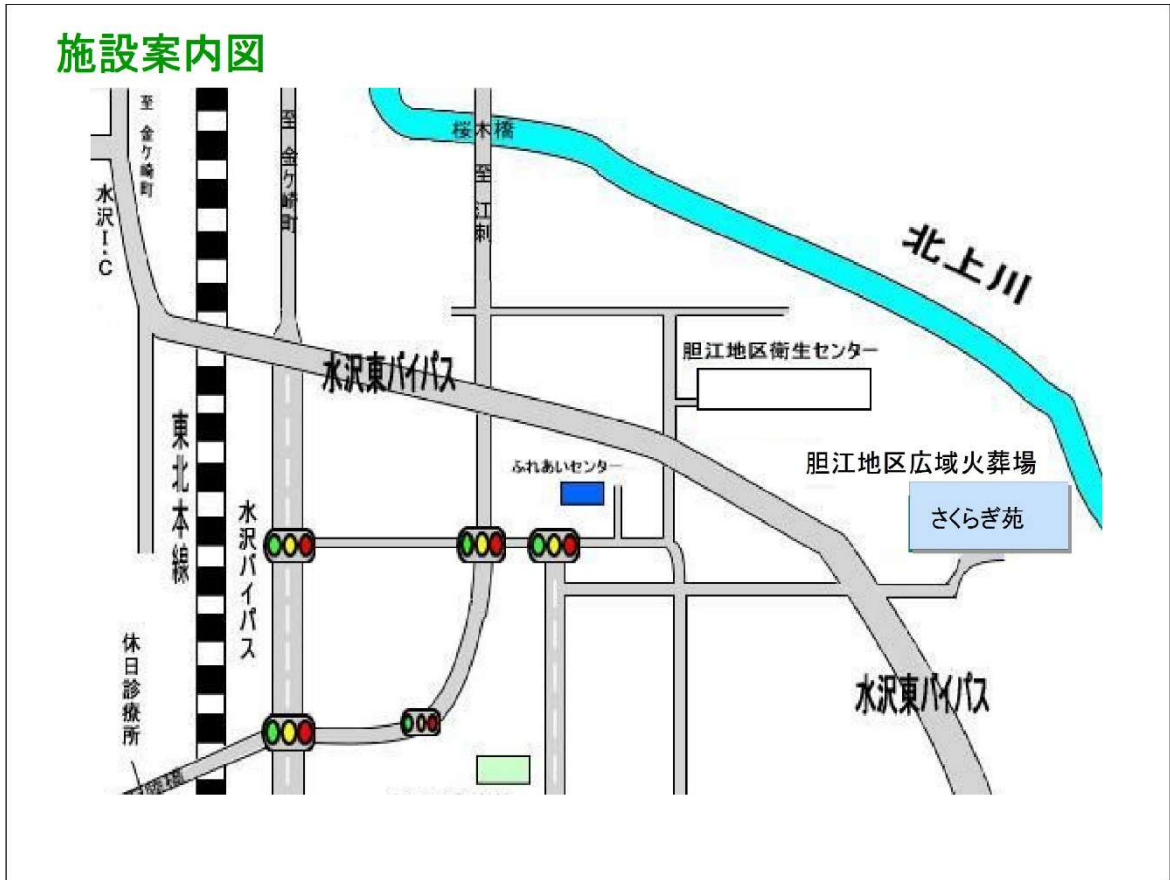 施設案内図
至 金ケ崎町
至 金ケ崎町
桜木橋
至 江刺
水沢I・C
北上川
水沢東バイパス
胆江地区衛生センター
東北本線
ふれあいセンター
胆江地区広域火葬場
さくらぎ苑
水沢バイパス
休日診療所
水沢東バイパス